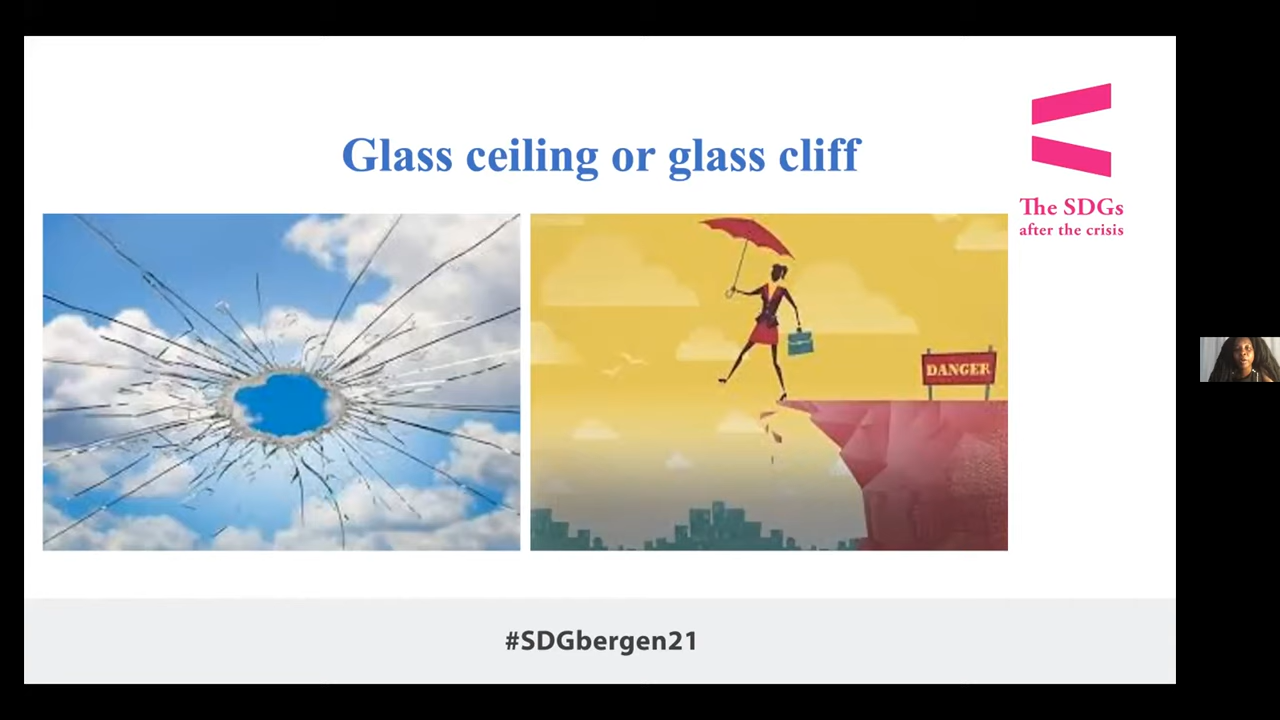 Glass ceiling or glass cliff
The SDGs
after the crisis
DANGER
#SDGbergen21